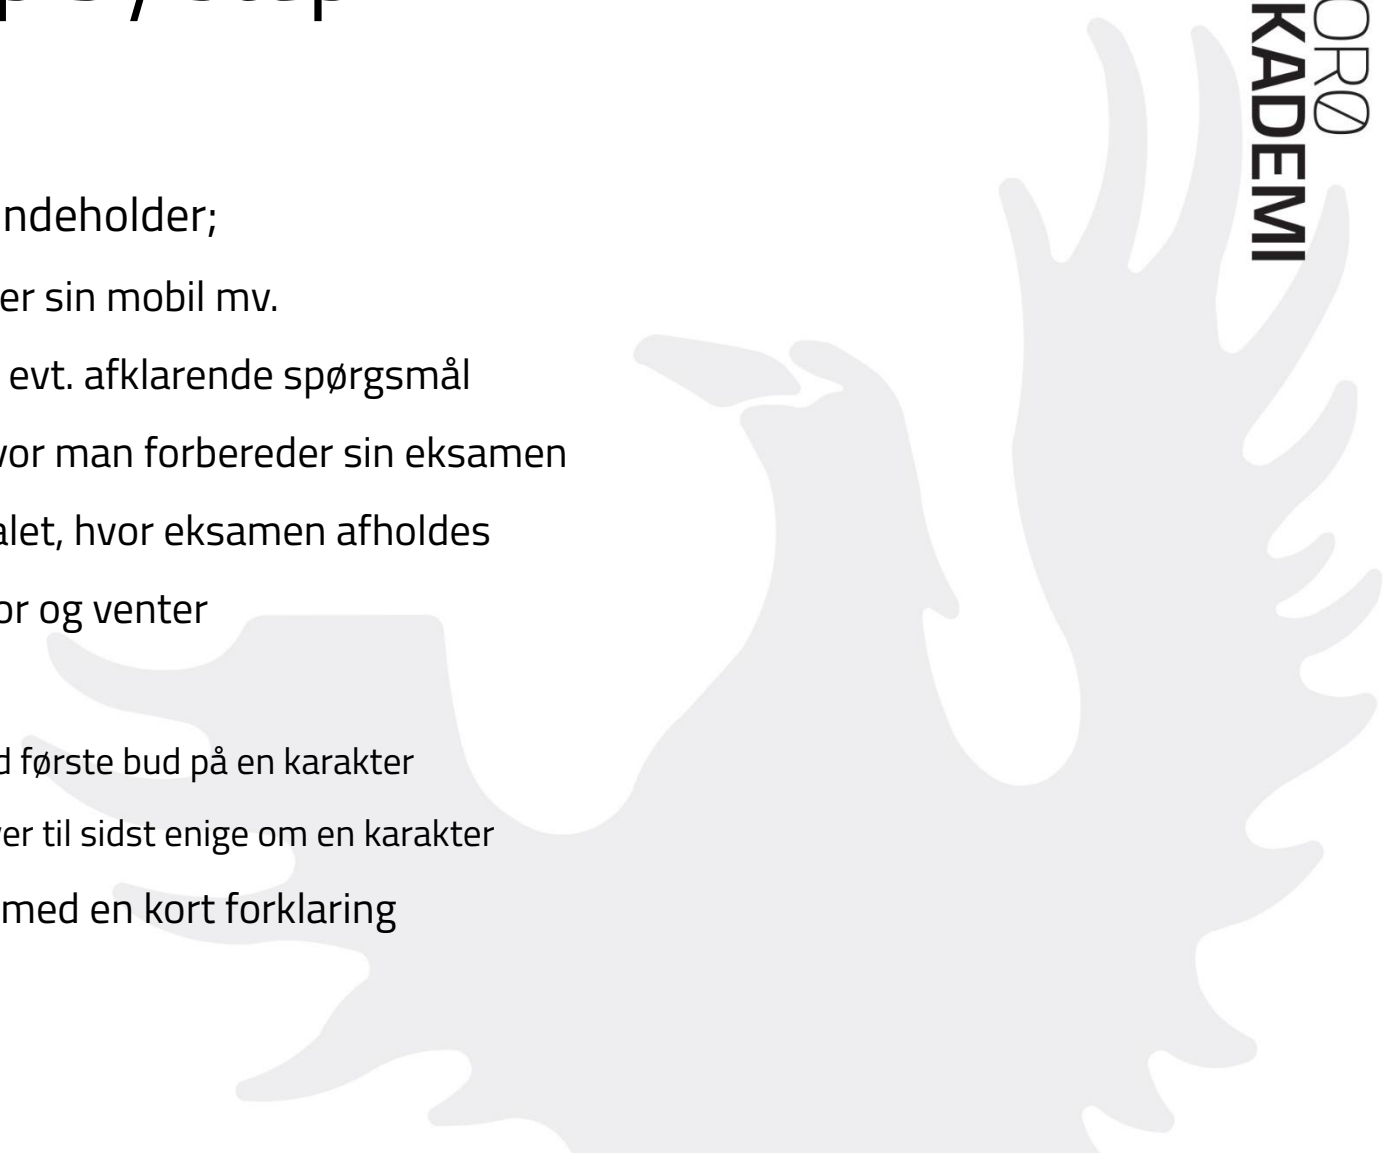 ndeholder;
er sin mobil mv.
evt. afklarende spørgsmål
vor man forbereder sin eksamen
alet, hvor eksamen afholdes
or og venter
d første bud på en karakter
er til sidst enige om en karakter
med en kort forklaring
ORØ
KADEMI